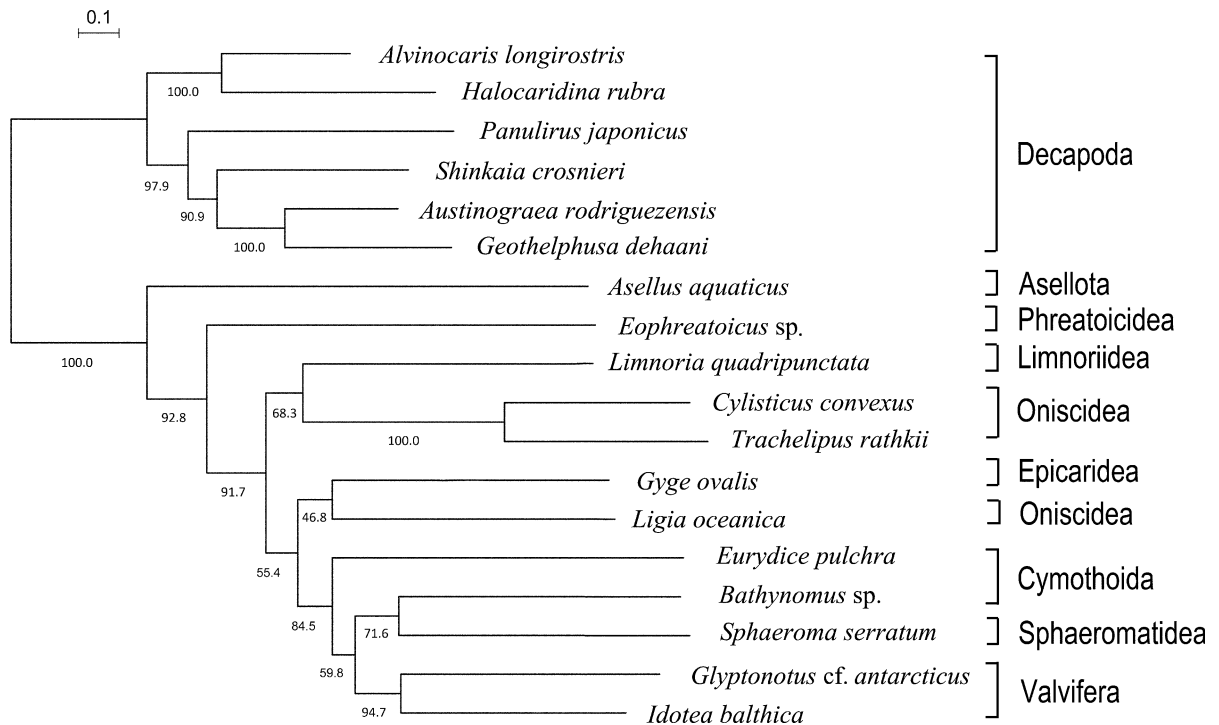 0.1
Alvinocaris longirostris
100.0
Halocaridina rubra
Panulirus japonicus
Decapoda
97.9
Shinkaia crosnieri
90.9
Austinograea rodriguezensis
100.0
Geothelphusa dehaani
Asellus aquaticus
Asellota
Eophreatoicus sp.
Phreatoicidea
100.0
Limnoria quadripunctata
Limnoriidea
92.8
68.3
Cylisticus convexus
Oniscidea
100.0
Trachelipus rathkii
91.7
Gyge ovalis
Epicaridea
46.8
Ligia oceanica
Oniscidea
55.4
Eurydice pulchra
Cymothoida
Bathynomus sp.
84.5
71.6
Sphaeroma serratum
Sphaeromatidea
59.8
Glyptonotus cf. antarcticus
Valvifera
94.7
Idotea balthica